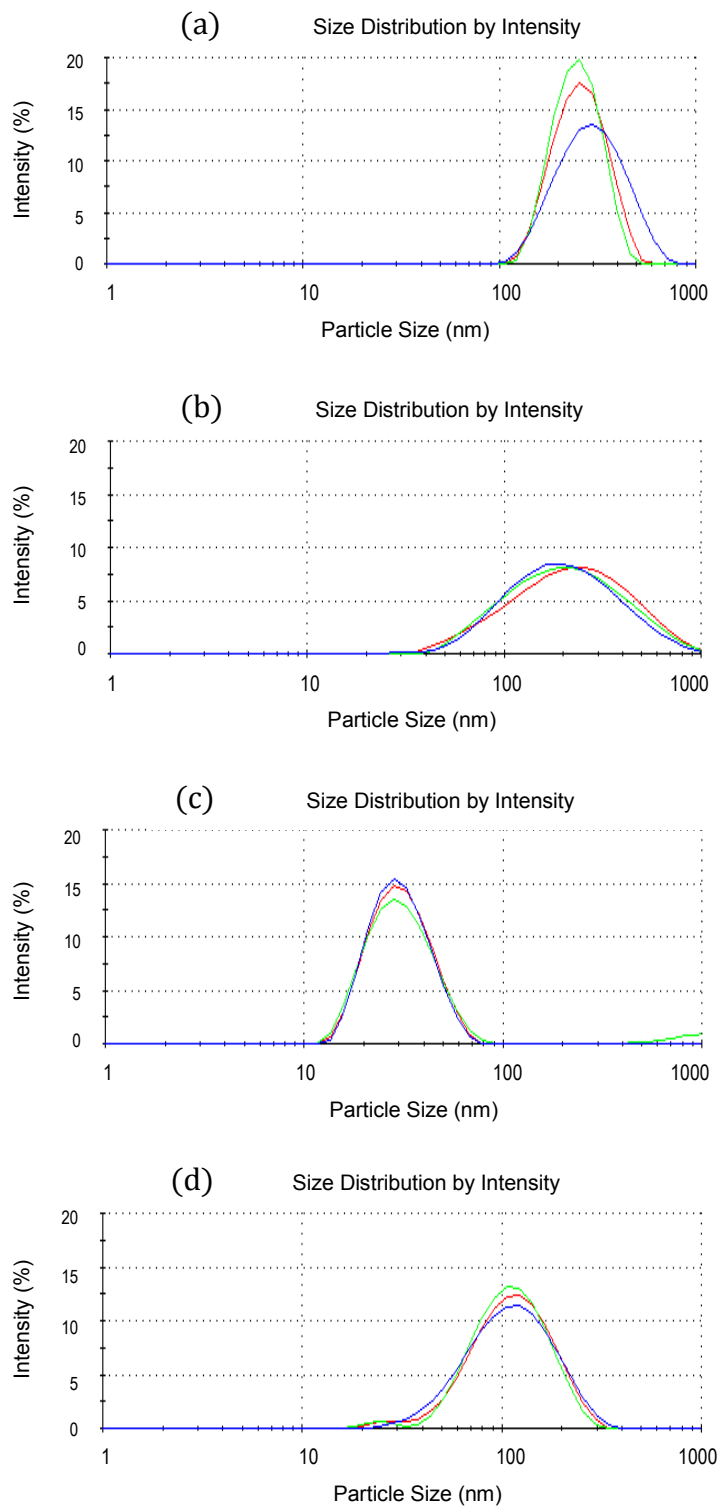 (a) Size Distribution by Intensity
20
15
10
5
0
Intensity (%)
1 10 100 1000
Particle Size (nm)
(b) Size Distribution by Intensity
20
15
10
5
0
Intensity (%)
1 10 100 1000
Particle Size (nm)
(c) Size Distribution by Intensity
20
15
10
5
0
Intensity (%)
1 10 100 1000
Particle Size (nm)
(d) Size Distribution by Intensity
20
15
10
5
0
Intensity (%)
1 10 100 1000
Particle Size (nm)